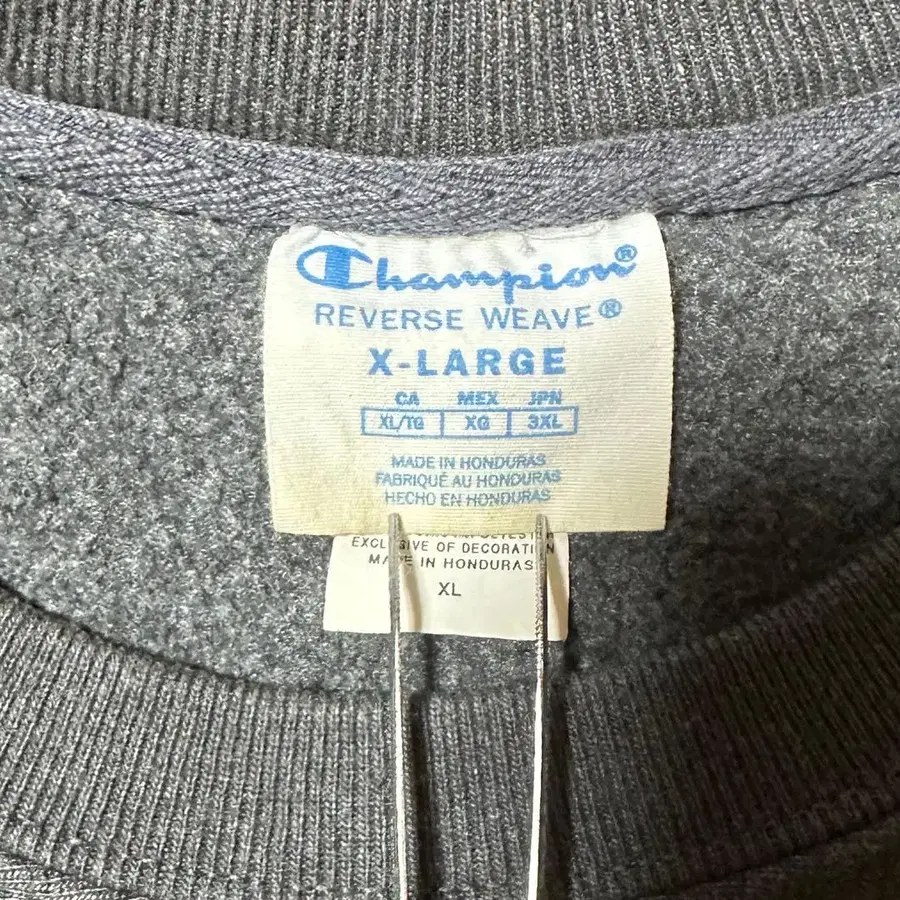 Champion®
REVERSE WEAVE®
X-LARGE
CA MEX JPN
XL/TG XG 3XL
MADE IN HONDURAS
FABRIQUÉ AU HONDURAS
HECHO EN HONDURAS
EXCLUSIVE OF DECORATION
MADE IN HONDURAS
XL